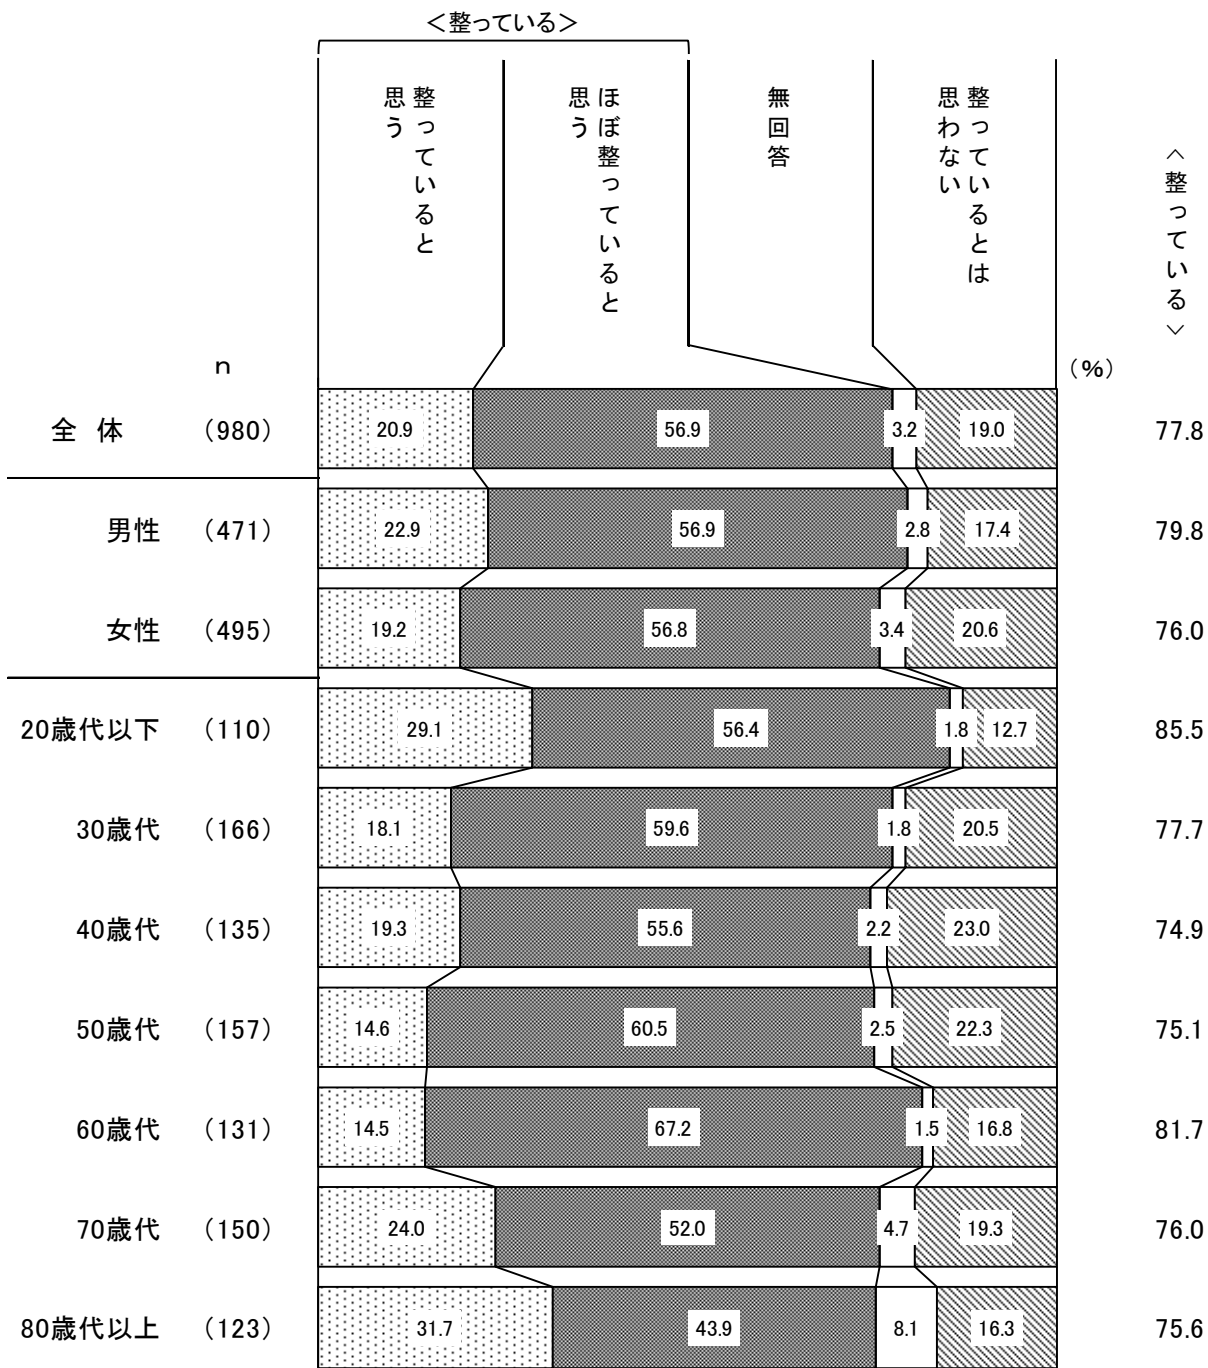 ＜整っている＞
整っていると
思う
ほぼ整っていると
思う
無回答
整っているとは
思わない
＜整っている＞
n
（%）
全 体 （980） 20.9 56.9 3.2 19.0 77.8
男性 （471） 22.9 56.9 2.8 17.4 79.8
女性 （495） 19.2 56.8 3.4 20.6 76.0
20歳代以下 （110） 29.1 56.4 1.8 12.7 85.5
30歳代 （166） 18.1 59.6 1.8 20.5 77.7
40歳代 （135） 19.3 55.6 2.2 23.0 74.9
50歳代 （157） 14.6 60.5 2.5 22.3 75.1
60歳代 （131） 14.5 67.2 1.5 16.8 81.7
70歳代 （150） 24.0 52.0 4.7 19.3 76.0
80歳代以上 （123） 31.7 43.9 8.1 16.3 75.6